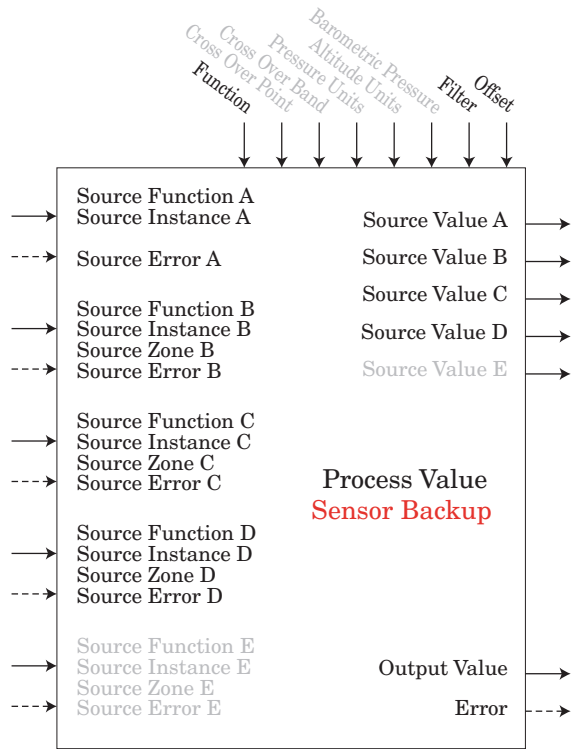 Function
Cross Over Point
Cross Over Band
Pressure Units
Altitude Units
Barometric Pressure
Filter
Offset
Source Function A
Source Instance A
Source Error A
Source Function B
Source Instance B
Source Zone B
Source Error B
Source Function C
Source Instance C
Source Zone C
Source Error C
Source Function D
Source Instance D
Source Zone D
Source Error D
Source Function E
Source Instance E
Source Zone E
Source Error E
Source Value A
Source Value B
Source Value C
Source Value D
Source Value E
Process Value
Sensor Backup
Output Value
Error